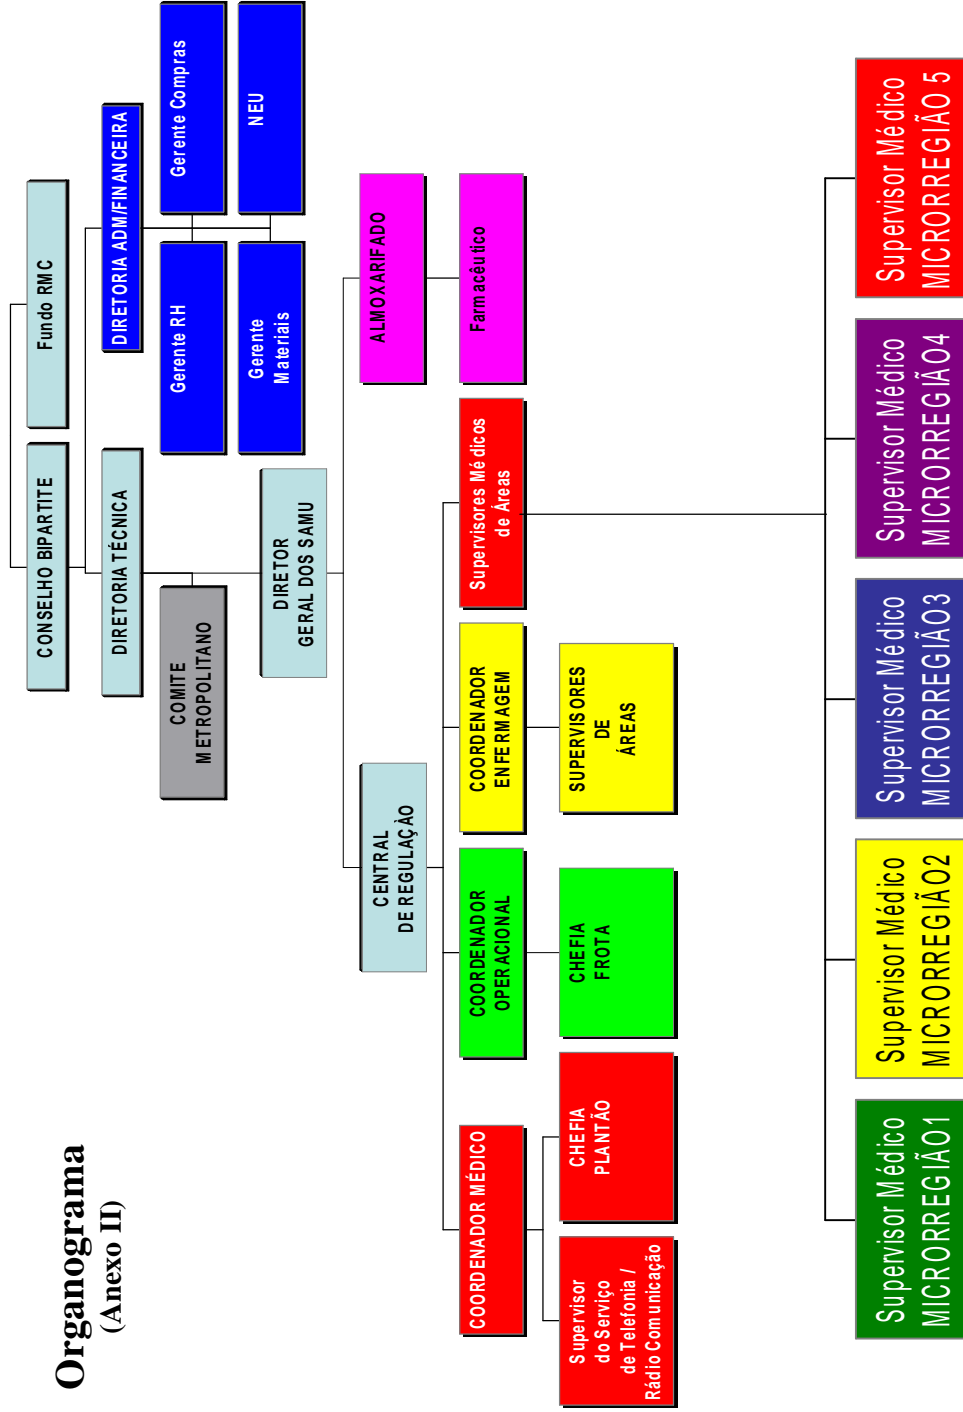 Organograma
(Anexo II)
CONSELHO BIPARTITE
Fundo RMC
DIRETORIA TÉCNICA
DIRETORIA ADM/FINANCEIRA
COMITE
METROPOLITANO
Gerente RH
Gerente Compras
Gerente
Materiais
NEU
DIRETOR
GERAL DOS SAMU
CENTRAL
DE REGULAÇÀO
ALMOXARIFADO
COORDENADOR MÉDICO
COORDENADOR
OPERACIONAL
COORDENADOR
ENFERMAGEM
Supervisores Médicos
de Áreas
Farmacêutico
Supervisor
do Serviço
de Telefonia /
Rádio Comunicação
CHEFIA
PLANTÃO
CHEFIA
FROTA
SUPERVISORES
DE
ÁREAS
Supervisor Médico
MICRORREGIÃO1
Supervisor Médico
MICRORREGIÃO2
Supervisor Médico
MICRORREGIÃO3
Supervisor Médico
MICRORREGIÃO4
Supervisor Médico
MICRORREGIÃO 5